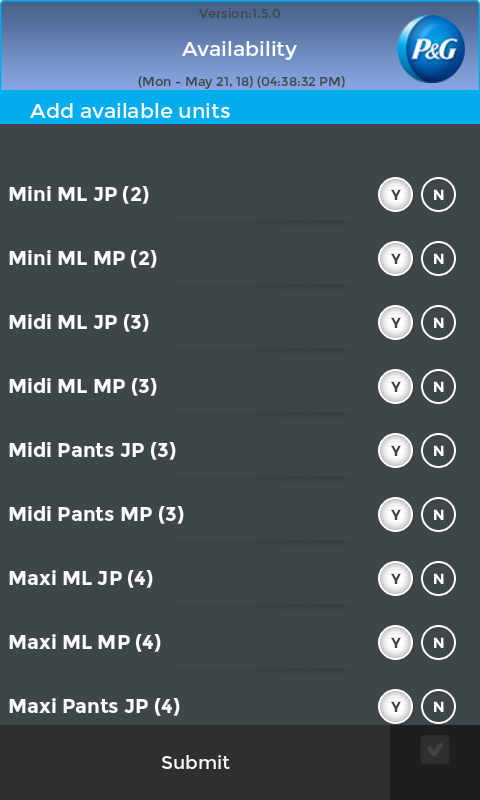 Version:1.5.0
Availability
P&G
(Mon - May 21, 18) (04:38:32 PM)
Add available units
Mini ML JP (2) Y N
Mini ML MP (2) Y N
Midi ML JP (3) Y N
Midi ML MP (3) Y N
Midi Pants JP (3) Y N
Midi Pants MP (3) Y N
Maxi ML JP (4) Y N
Maxi ML MP (4) Y N
Maxi Pants JP (4) Y N
Submit